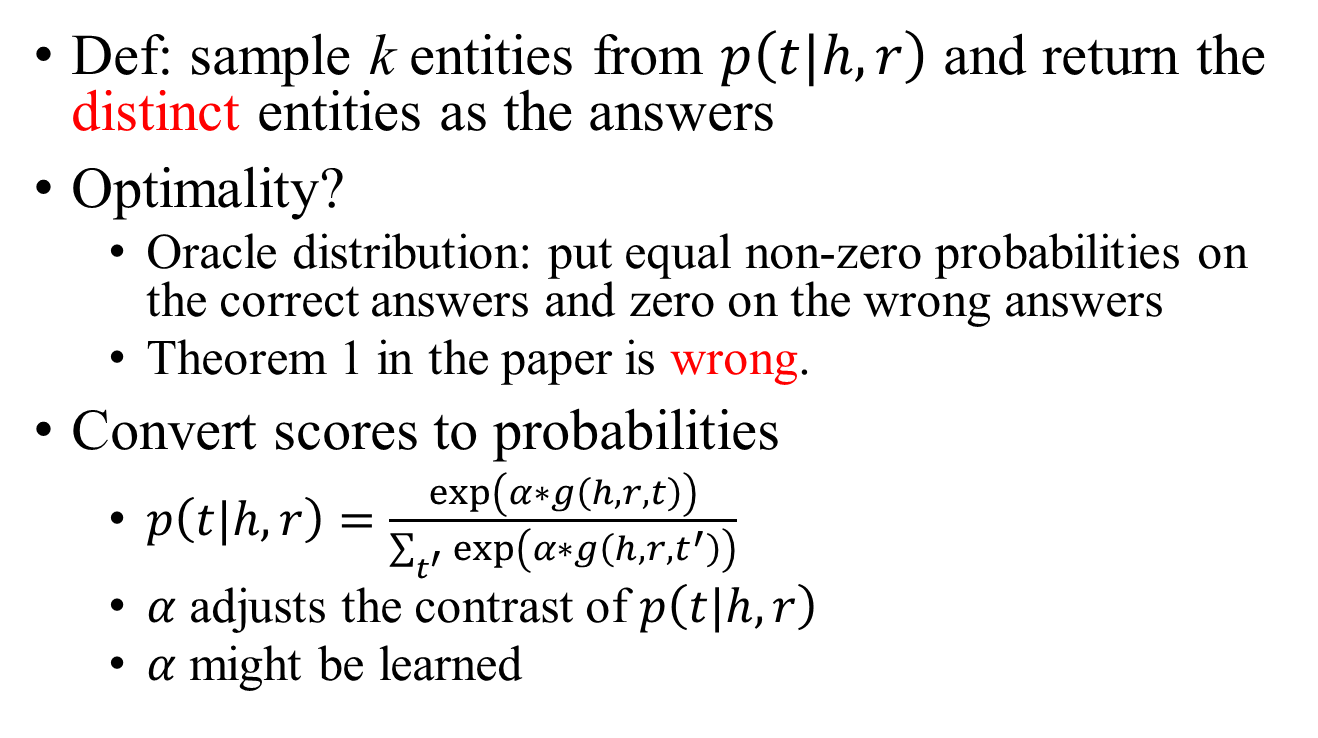 • Def: sample k entities from p(t|h, r) and return the
distinct entities as the answers
• Optimality?
• Oracle distribution: put equal non-zero probabilities on
the correct answers and zero on the wrong answers
• Theorem 1 in the paper is wrong.
• Convert scores to probabilities
• p(t|h, r) = exp(α∗g(h,r,t)) / ∑t′ exp(α∗g(h,r,t′))
• α adjusts the contrast of p(t|h, r)
• α might be learned